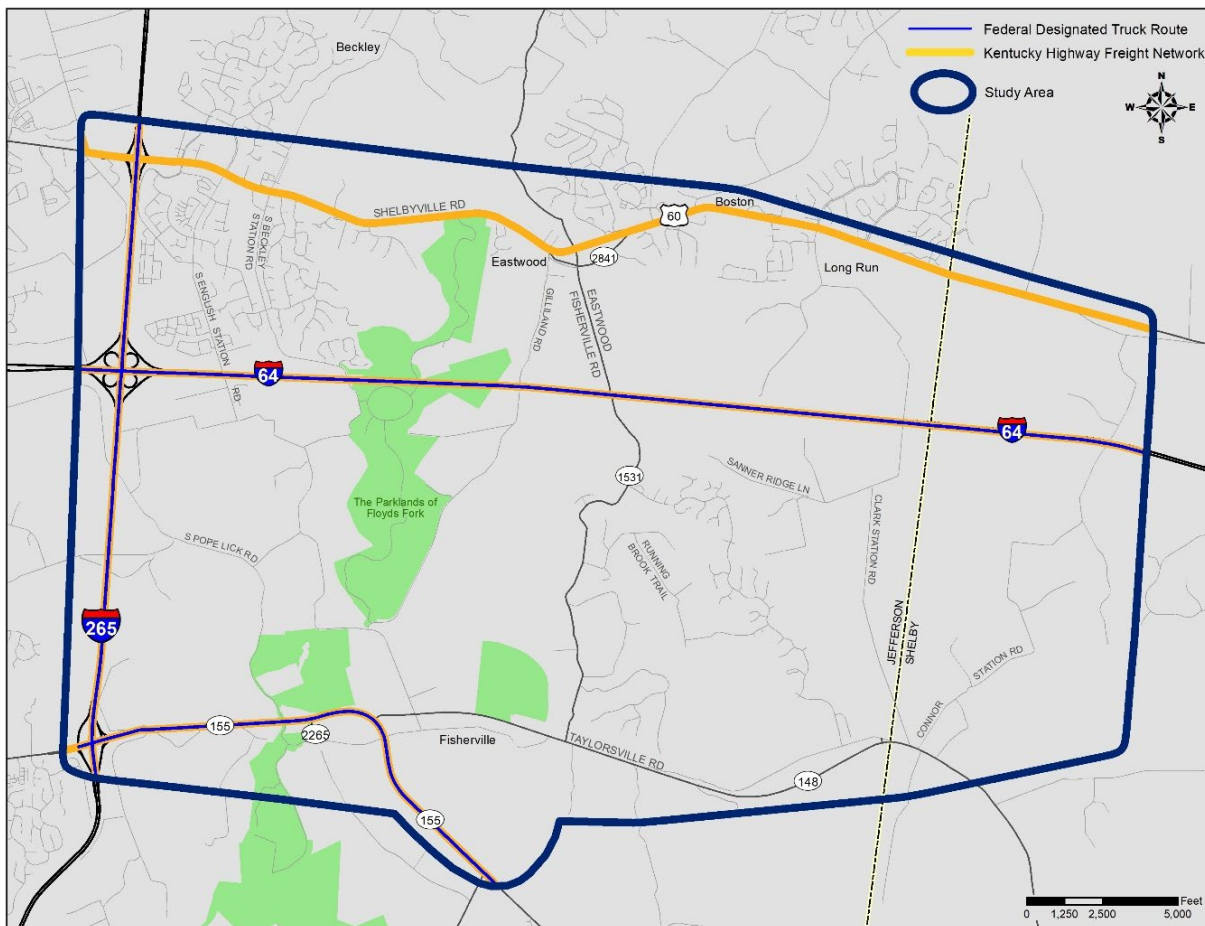 Federal Designated Truck Route
Kentucky Highway Freight Network
Study Area
N
W E
S
Beckley
SHELBYVILLE RD
60
Boston
S BECKLEY
STATION RD
Eastwood
2841
Long Run
GILLILAND RD
EASTWOOD
FISHERVILLE RD
S ENGLISH STATION
RD
64
64
1531
SANNER RIDGE LN
The Parklands of
Floyds Fork
CLARK STATION RD
S POPE LICK RD
RUNNING
BROOK TRAIL
265
JEFFERSON
SHELBY
STATION RD
CONNOR
155
2265
Fisherville
TAYLORSVILLE RD
148
155
Feet
0 1,250 2,500 5,000